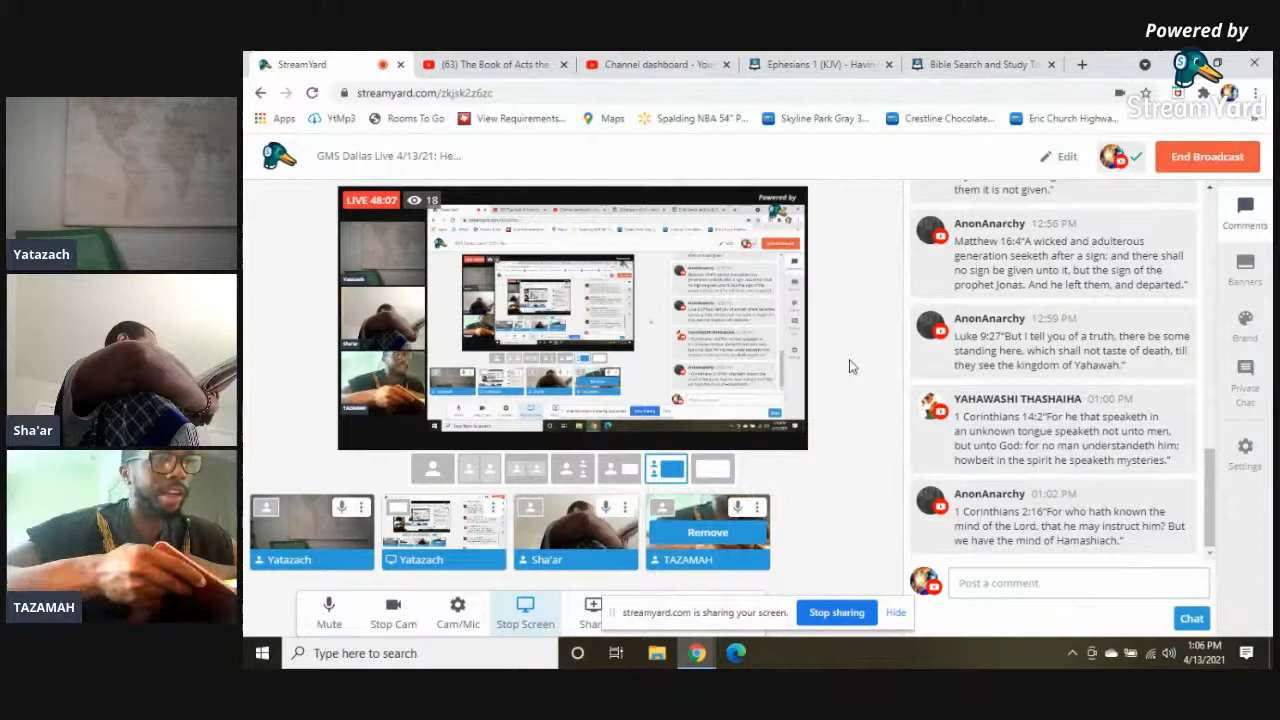 Powered by
StreamYard
StreamYard
(63) The Book of Acts the
Channel dashboard - You
Ephesians 1 (KJV) - Havin
Bible Search and Study To
streamyard.com/zkjsk2z6zc
Apps
YtMp3
Rooms To Go
View Requirements...
Maps
Spalding NBA 54" P...
Skyline Park Gray 3...
Crestline Chocolate...
Eric Church Highwa...
GMS Dallas Live 4/13/21: He...
Edit
End Broadcast
Yatazach
Sha'ar
TAZAMAH
LIVE 48:07
18
Powered by
them it is not given."
AnonAnarchy 12:56 PM
Matthew 16:4"A wicked and adulterous
generation seeketh after a sign; and there shall
no sign be given unto it, but the sign of the
prophet Jonas. And he left them, and departed."
AnonAnarchy 12:59 PM
Luke 9:27"But I tell you of a truth, there be some
standing here, which shall not taste of death, till
they see the kingdom of Yahawah."
YAHAWASHI THASHAIHA 01:00 PM
1 Corinthians 14:2"For he that speaketh in
an unknown tongue speaketh not unto men,
but unto God: for no man understandeth him;
howbeit in the spirit he speaketh mysteries."
AnonAnarchy 01:02 PM
1 Corinthians 2:16"For who hath known the
mind of the Lord, that he may instruct him? But
we have the mind of Hamashiach."
Post a comment
Chat
Comments
Banners
Brand
Private
Chat
Settings
Yatazach
Yatazach
Sha'ar
Remove
TAZAMAH
Mute
Stop Cam
Cam/Mic
Stop Screen
streamyard.com is sharing your screen.
Stop sharing
Hide
Type here to search
1:06 PM
4/13/2021